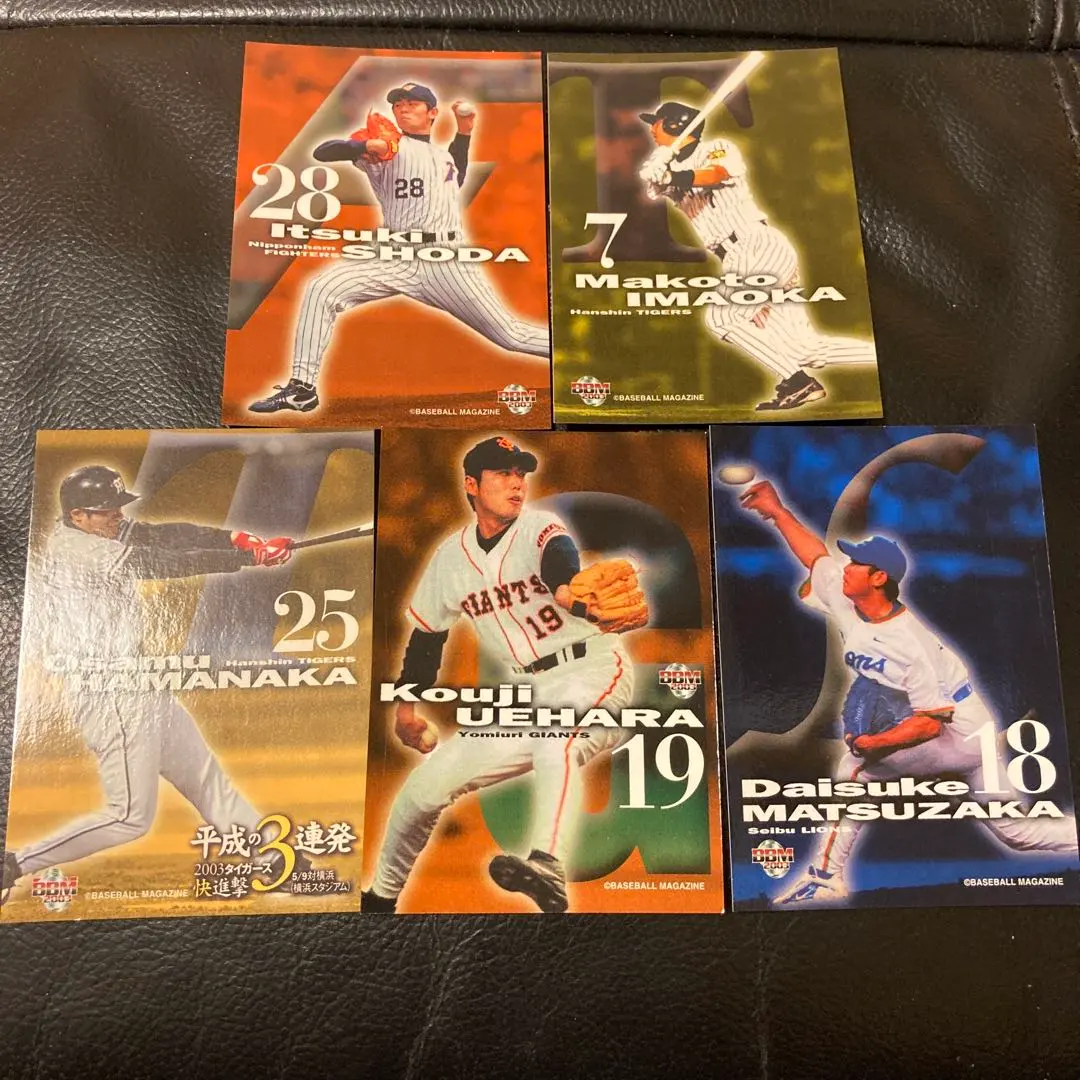 28
28
Itsuki
Nipponham
FIGHTERS
SHODA
BBM
2003
©BASEBALL MAGAZINE
7
Makoto
IMAOKA
Hanshin TIGERS
BBM
2003
©BASEBALL MAGAZINE
25
Osamu
Hanshin TIGERS
HAMANAKA
平成の3連発
2003タイガース
快進撃
5/9対横浜
(横浜スタジアム)
BBM
2003
©BASEBALL MAGAZINE
GIANTS
19
BBM
2003
Kouji
UEHARA
Yomiuri GIANTS
19
©BASEBALL MAGAZINE
ons
18
Daisuke
MATSUZAKA
Seibu LIONS
BBM
2003
©BASEBALL MAGAZINE